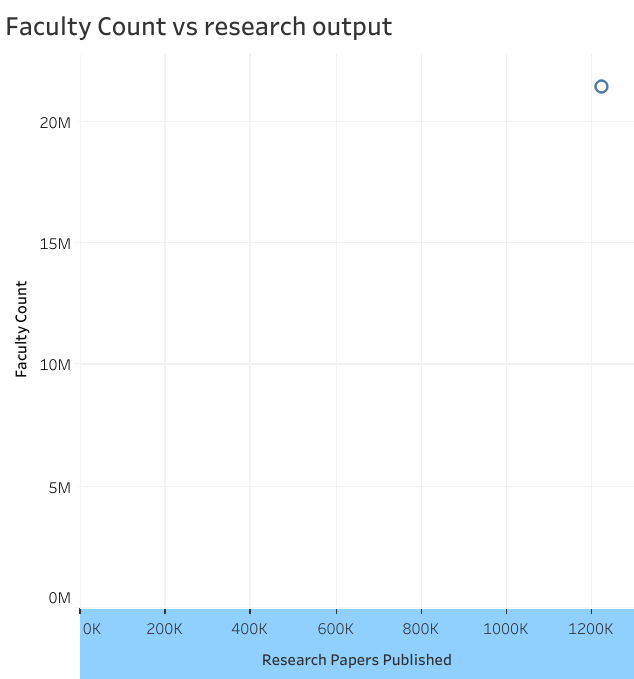 Faculty Count vs research output
20M
15M
10M
5M
0M
Faculty Count
0K 200K 400K 600K 800K 1000K 1200K
Research Papers Published